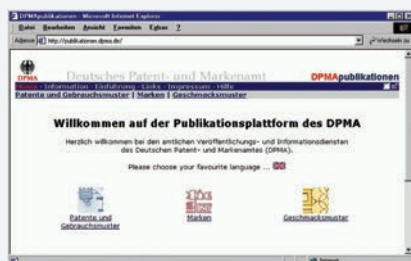 DPMApublikationen - Microsoft Internet Explorer
Datei Bearbeiten Ansicht Favoriten Extras ?
Adresse http://publikationen.dpma.de/ Wechseln zu
DPMA Deutsches Patent- und Markenamt DPMApublikationen
Home - Information - Einführung - Links - Impressum - Hilfe
Patente und Gebrauchsmuster | Marken | Geschmacksmuster
Willkommen auf der Publikationsplattform des DPMA
Herzlich willkommen bei den amtlichen Veröffentlichungs- und Informationsdiensten
des Deutschen Patent- und Markenamtes (DPMA).
Please choose your favourite language ...
Patente und
Gebrauchsmuster
Marken
Geschmacksmuster
Internet